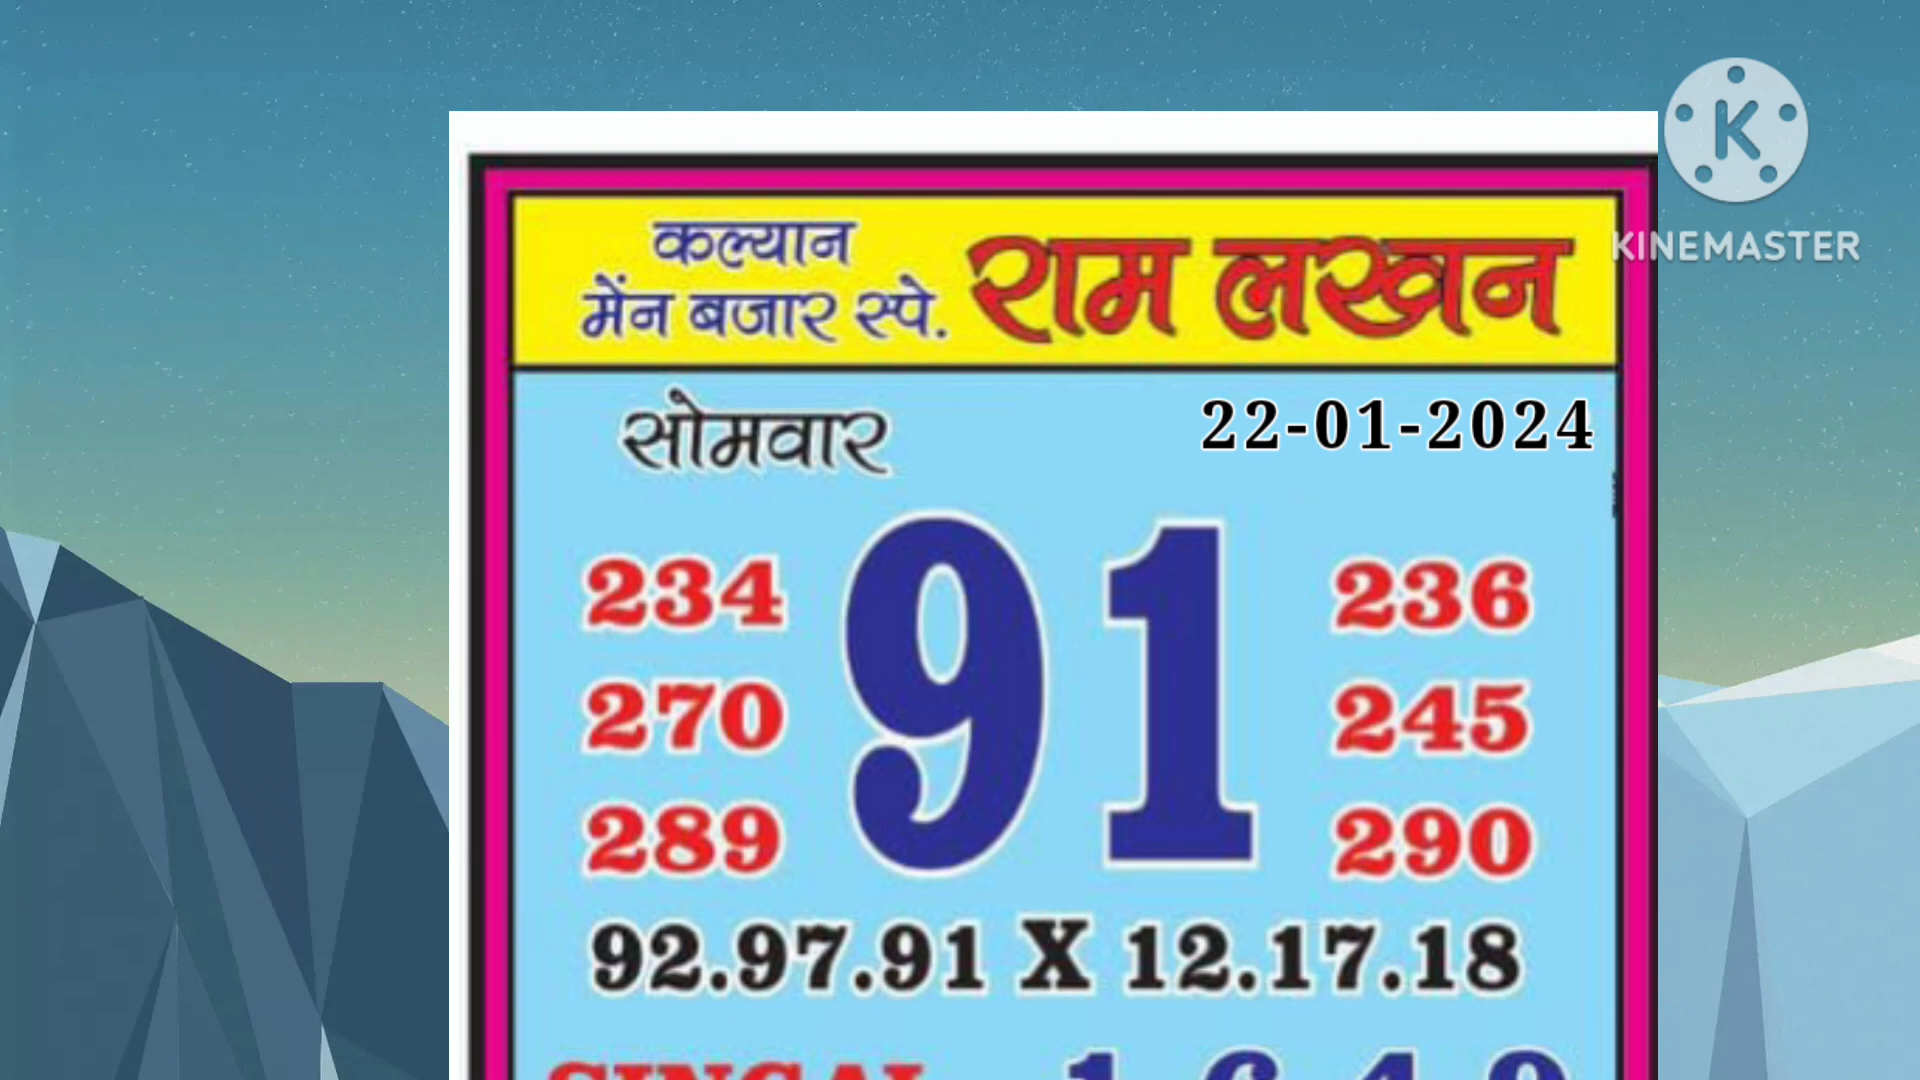 कल्यान
मेंन बजार स्पे. राम लखन
KINEMASTER
सोमवार 22-01-2024
234 91 236
270 245
289 290
92.97.91 X 12.17.18
SINGAL